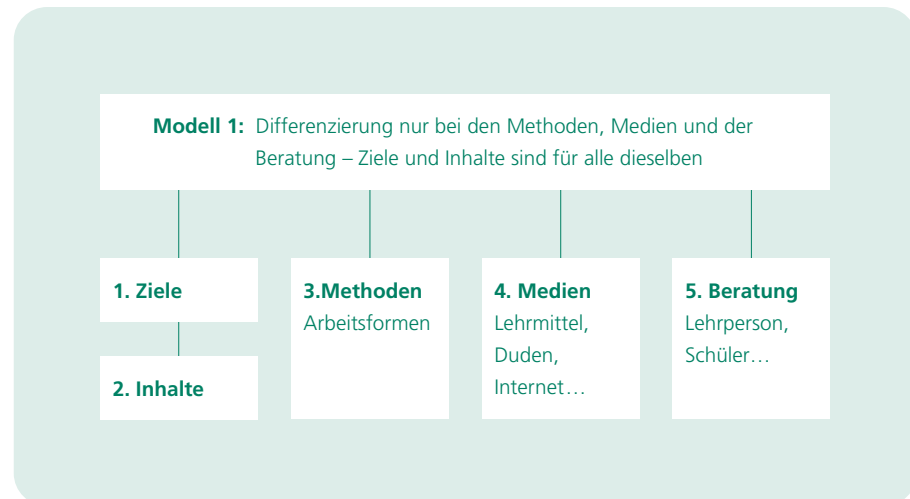 Modell 1: Differenzierung nur bei den Methoden, Medien und der
Beratung – Ziele und Inhalte sind für alle dieselben
1. Ziele
2. Inhalte
3.Methoden
Arbeitsformen
4. Medien
Lehrmittel,
Duden,
Internet…
5. Beratung
Lehrperson,
Schüler…